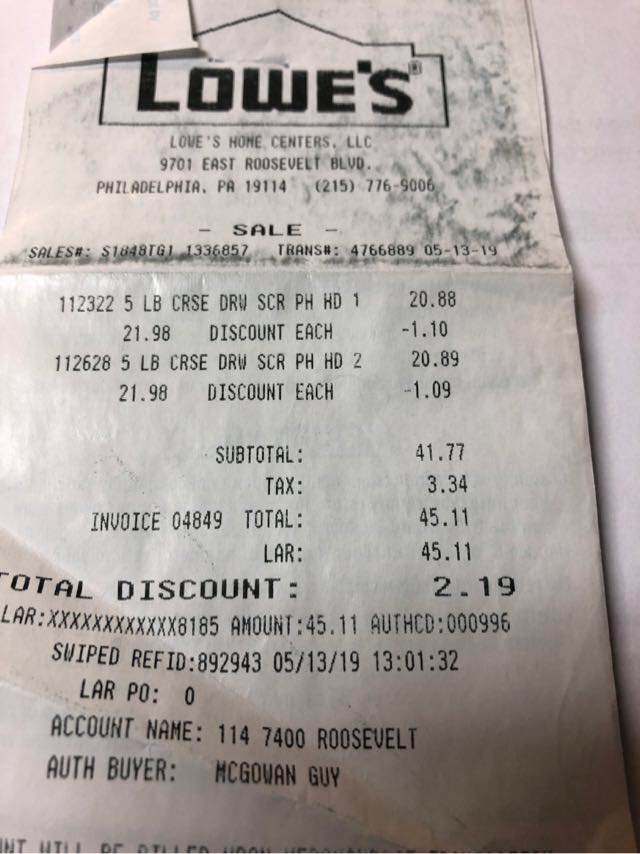 LOWE'S®
LOWE'S HOME CENTERS, LLC
9701 EAST ROOSEVELT BLVD.
PHILADELPHIA, PA 19114 (215) 776-9006
- SALE -
SALES#: S1848TG1 1336857 TRANS#: 4766889 05-13-19
112322 5 LB CRSE DRW SCR PH HD 1 20.88
21.98 DISCOUNT EACH -1.10
112628 5 LB CRSE DRW SCR PH HD 2 20.89
21.98 DISCOUNT EACH -1.09
SUBTOTAL: 41.77
TAX: 3.34
INVOICE 04849 TOTAL: 45.11
LAR: 45.11
TOTAL DISCOUNT: 2.19
LAR:XXXXXXXXXXXX8185 AMOUNT:45.11 AUTHCD:000996
SWIPED REFID:892943 05/13/19 13:01:32
LAR PO: 0
ACCOUNT NAME: 114 7400 ROOSEVELT
AUTH BUYER: MCGOWAN GUY
WILL BE BILLED UPON